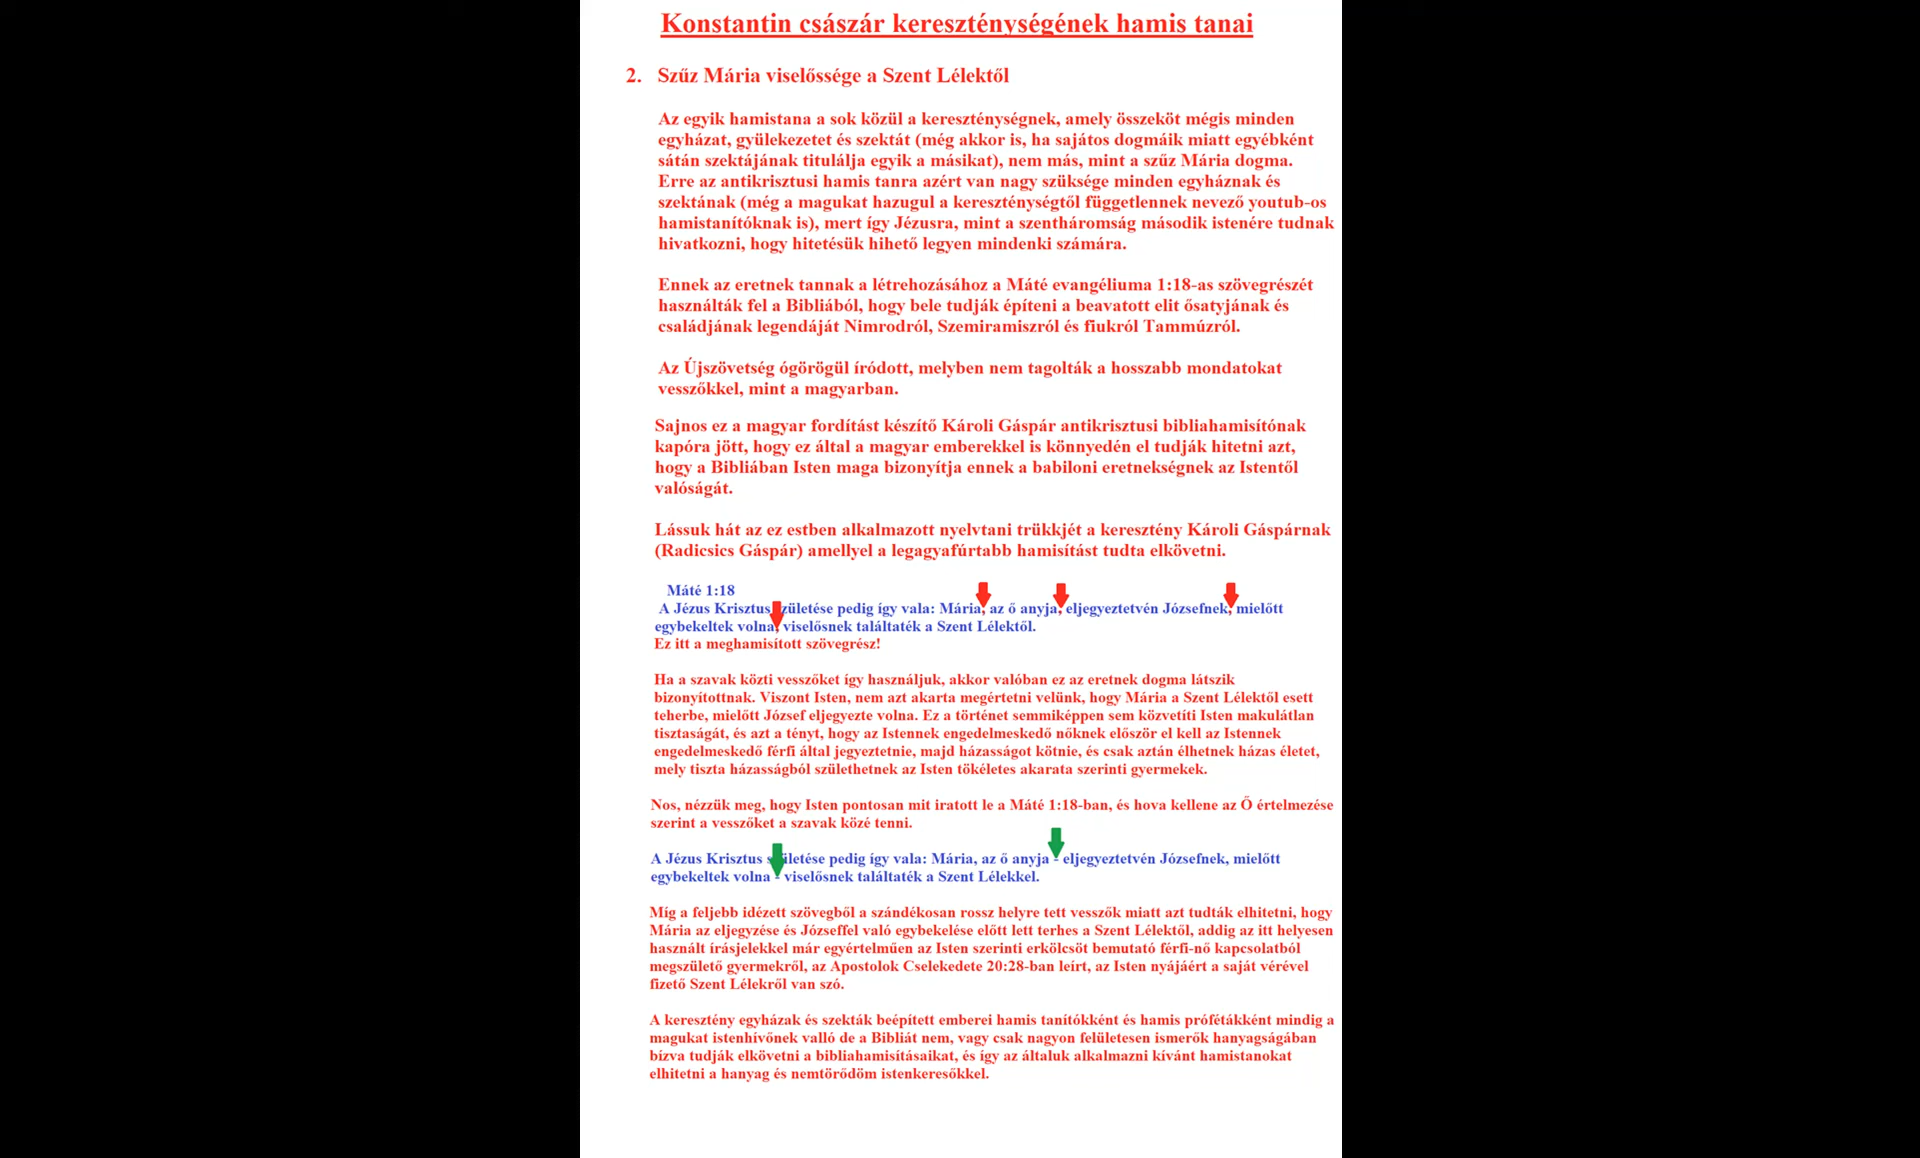 Konstantin császár kereszténységének hamis tanai
2. Szűz Mária viselőssége a Szent Lélektől
Az egyik hamistana a sok közül a kereszténységnek, amely összeköt mégis minden
egyházat, gyülekezetet és szektát (még akkor is, ha sajátos dogmáik miatt egyébként
sátán szektájának titulálja egyik a másikat), nem más, mint a szűz Mária dogma.
Erre az antikrisztusi hamis tanra azért van nagy szüksége minden egyháznak és
szektának (még a magukat hazugul a kereszténységtől függetlennek nevező youtub-os
hamistanítóknak is), mert így Jézusra, mint a szentháromság második istenére tudnak
hivatkozni, hogy hitetésük hihető legyen mindenki számára.
Ennek az eretnek tannak a létrehozásához a Máté evangéliuma 1:18-as szövegrészét
használták fel a Bibliából, hogy bele tudják építeni a beavatott elit ősatyjának és
családjának legendáját Nimrodról, Szemiramiszról és fiukról Tammúzról.
Az Újszövetség ógörögül íródott, melyben nem tagolták a hosszabb mondatokat
vesszőkkel, mint a magyarban.
Sajnos ez a magyar fordítást készítő Károli Gáspár antikrisztusi bibliahamisítónak
kapóra jött, hogy ez által a magyar emberekkel is könnyedén el tudják hitetni azt,
hogy a Bibliában Isten maga bizonyítja ennek a babiloni eretnekségnek az Istentől
valóságát.
Lássuk hát az ez estben alkalmazott nyelvtani trükkjét a keresztény Károli Gáspárnak
(Radicsics Gáspár) amellyel a legagyafúrtabb hamisítást tudta elkövetni.
Máté 1:18
A Jézus Krisztus születése pedig így vala: Mária, az ő anyja, eljegyeztetvén Józsefnek, mielőtt
egybekeltek volna, viselősnek találtaték a Szent Lélektől.
Ez itt a meghamisított szövegrész!
Ha a szavak közti vesszőket így használjuk, akkor valóban ez az eretnek dogma látszik
bizonyítottnak. Viszont Isten, nem azt akarta megértetni velünk, hogy Mária a Szent Lélektől esett
teherbe, mielőtt József eljegyezte volna. Ez a történet semmiképpen sem közvetíti Isten makulátlan
tisztaságát, és azt a tényt, hogy az Istennek engedelmeskedő nőknek először el kell az Istennek
engedelmeskedő férfi által jegyeztetnie, majd házasságot kötnie, és csak aztán élhetnek házas életet,
mely tiszta házasságból születhetnek az Isten tökéletes akarata szerinti gyermekek.
Nos, nézzük meg, hogy Isten pontosan mit iratott le a Máté 1:18-ban, és hova kellene az Ő értelmezése
szerint a vesszőket a szavak közé tenni.
A Jézus Krisztus születése pedig így vala: Mária, az ő anyja - eljegyeztetvén Józsefnek, mielőtt
egybekeltek volna - viselősnek találtaték a Szent Lélekkel.
Míg a feljebb idézett szövegből a szándékosan rossz helyre tett vesszők miatt azt tudták elhitetni, hogy
Mária az eljegyzése és Józseffel való egybekelése előtt lett terhes a Szent Lélektől, addig az itt helyesen
használt írásjelekkel már egyértelműen az Isten szerinti erkölcsöt bemutató férfi-nő kapcsolatból
megszülető gyermekről, az Apostolok Cselekedete 20:28-ban leírt, az Isten nyájáért a saját vérével
fizető Szent Lélekről van szó.
A keresztény egyházak és szekták beépített emberei hamis tanítókként és hamis prófétákként mindig a
magukat istenhívőnek valló de a Bibliát nem, vagy csak nagyon felületesen ismerők hanyagságában
bízva tudják elkövetni a bibliahamisításaikat, és így az általuk alkalmazni kívánt hamistanokat
elhitetni a hanyag és nemtörődöm istenkeresőkkel.